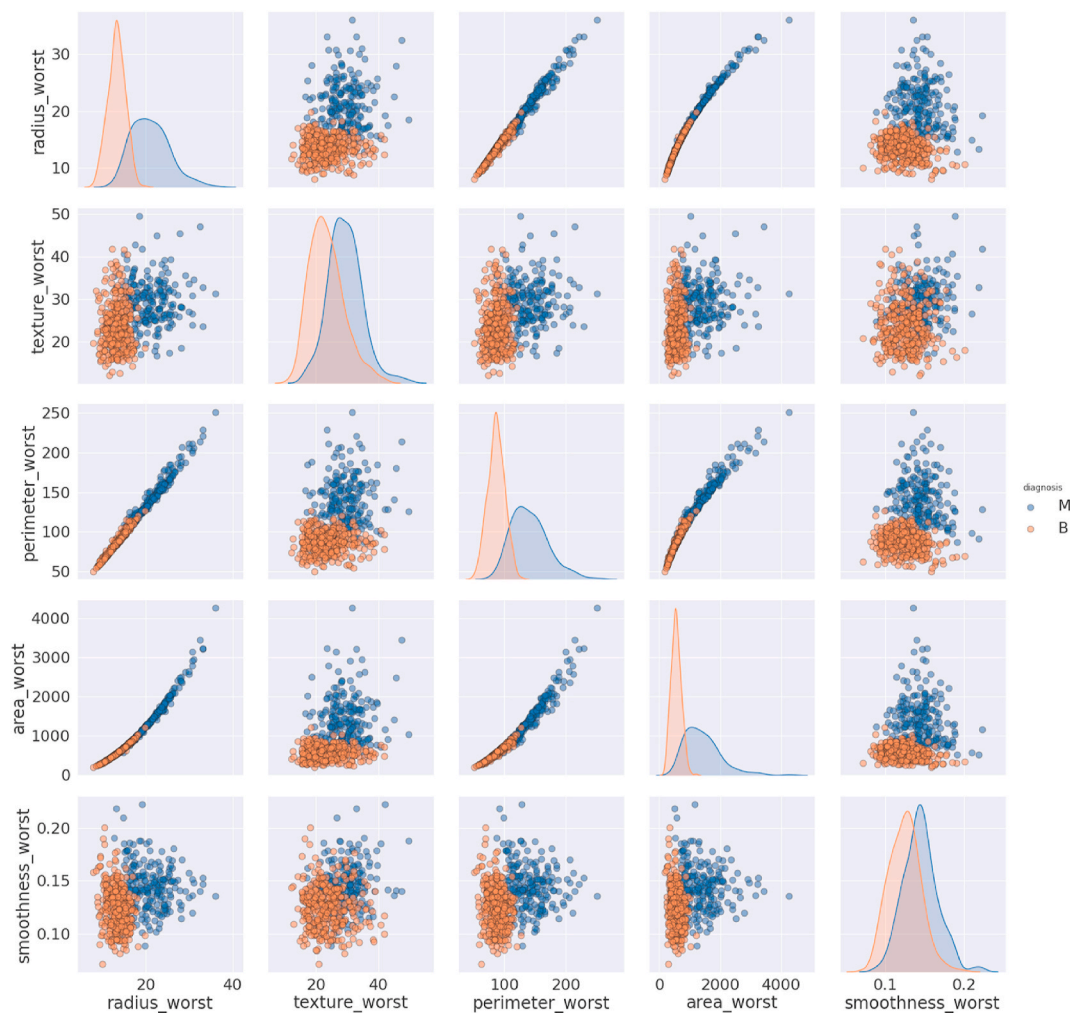 radius_worst
30
20
10
texture_worst
50
40
30
20
perimeter_worst
250
200
150
100
50
area_worst
4000
3000
2000
1000
0
smoothness_worst
0.20
0.15
0.10
20 40
radius_worst
20 40
texture_worst
100 200
perimeter_worst
0 2000 4000
area_worst
0.1 0.2
smoothness_worst
diagnosis
M
B